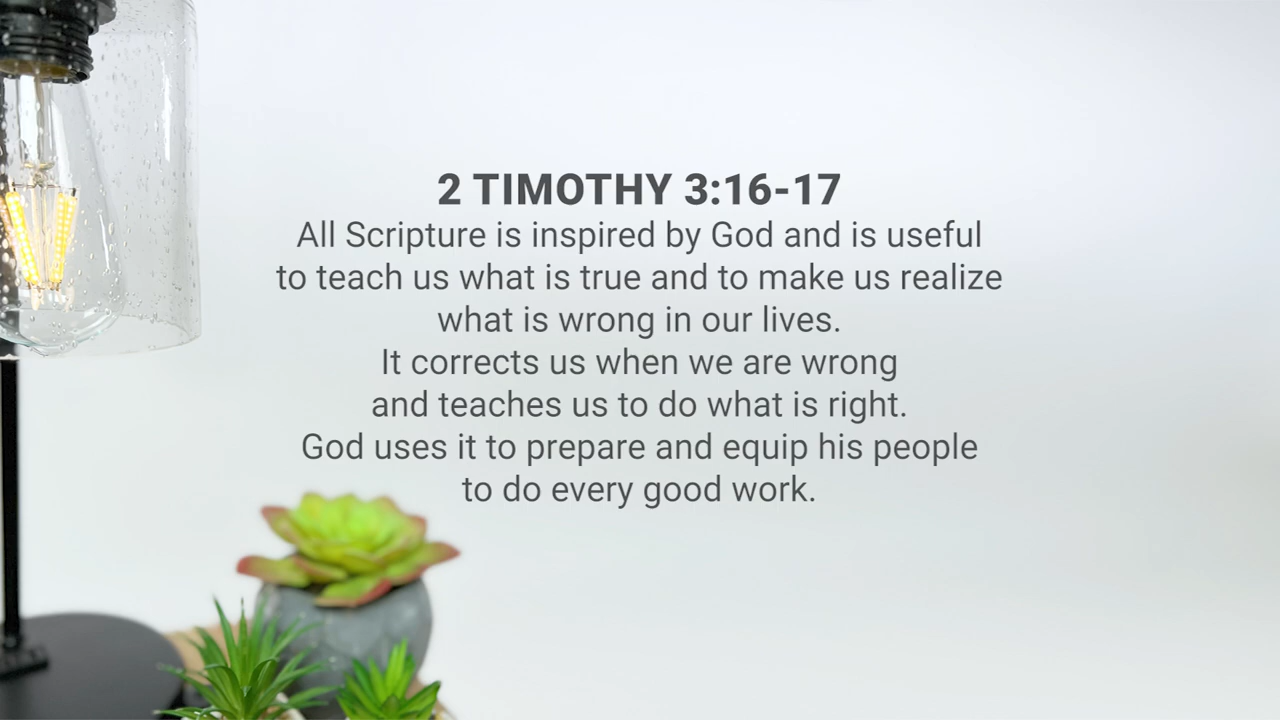 2 TIMOTHY 3:16-17
All Scripture is inspired by God and is useful
to teach us what is true and to make us realize
what is wrong in our lives.
It corrects us when we are wrong
and teaches us to do what is right.
God uses it to prepare and equip his people
to do every good work.